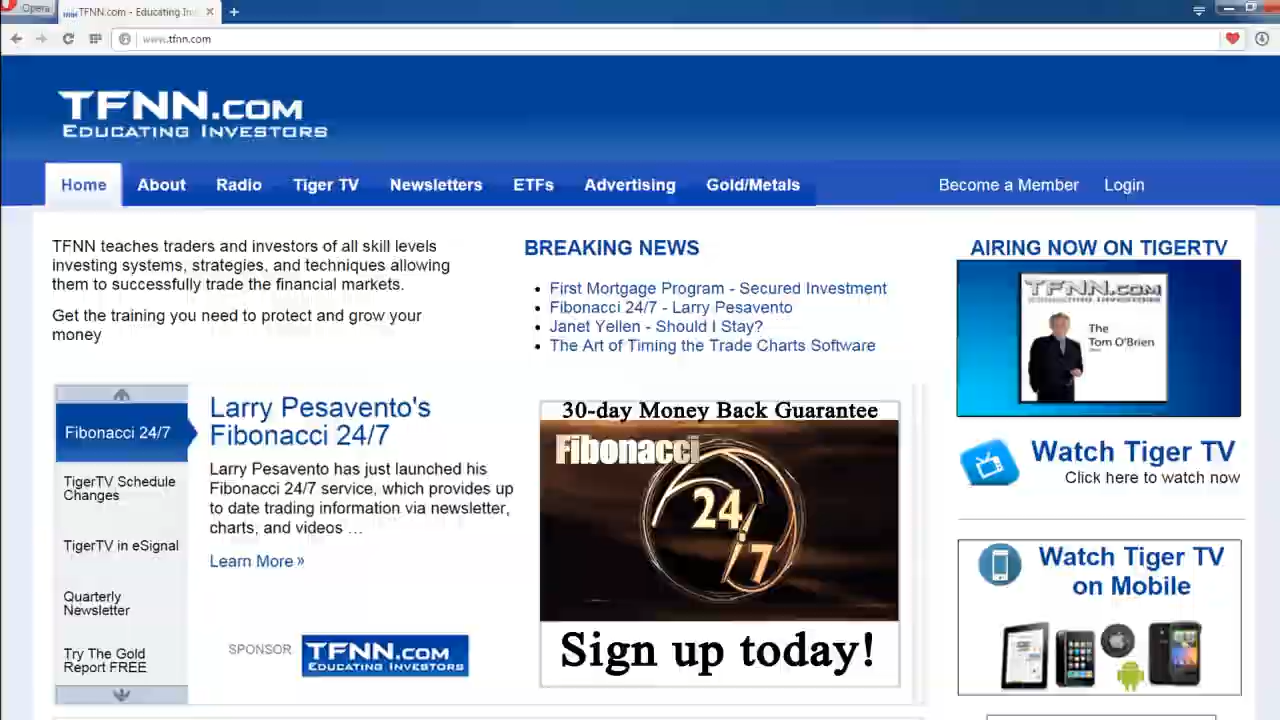 Opera
TFNN.com - Educating In
www.tfnn.com
TFNN.COM
EDUCATING INVESTORS
Home
About
Radio
Tiger TV
Newsletters
ETFs
Advertising
Gold/Metals
Become a Member
Login
TFNN teaches traders and investors of all skill levels
investing systems, strategies, and techniques allowing
them to successfully trade the financial markets.
Get the training you need to protect and grow your
money
BREAKING NEWS
First Mortgage Program - Secured Investment
Fibonacci 24/7 - Larry Pesavento
Janet Yellen - Should I Stay?
The Art of Timing the Trade Charts Software
AIRING NOW ON TIGERTV
TFNN.COM
EDUCATING INVESTORS
The
Tom O'Brien
Show
Watch Tiger TV
Click here to watch now
Watch Tiger TV
on Mobile
Fibonacci 24/7
TigerTV Schedule
Changes
TigerTV in eSignal
Quarterly
Newsletter
Try The Gold
Report FREE
Larry Pesavento's
Fibonacci 24/7
Larry Pesavento has just launched his
Fibonacci 24/7 service, which provides up
to date trading information via newsletter,
charts, and videos …
Learn More »
SPONSOR
TFNN.COM
EDUCATING INVESTORS
30-day Money Back Guarantee
Fibonacci
24
7
Sign up today!